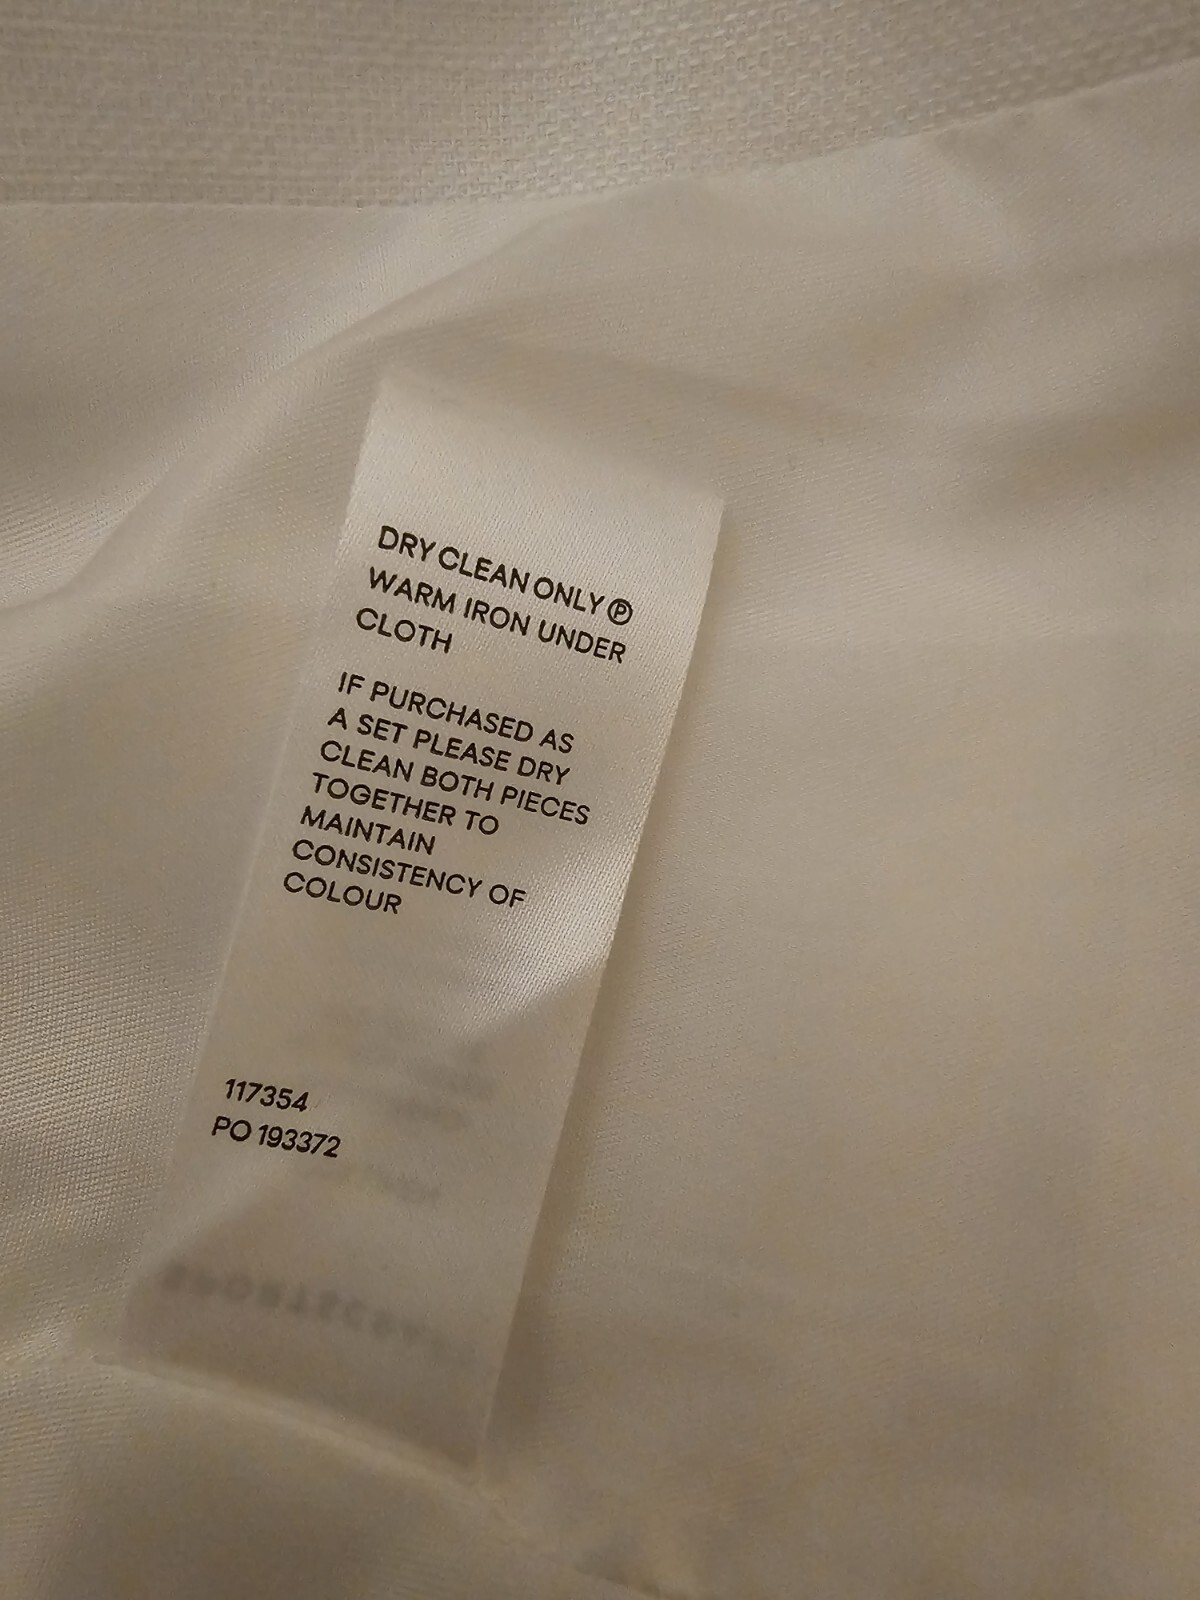 DRY CLEAN ONLY Ⓟ
WARM IRON UNDER
CLOTH
IF PURCHASED AS
A SET PLEASE DRY
CLEAN BOTH PIECES
TOGETHER TO
MAINTAIN
CONSISTENCY OF
COLOUR
117354
PO 193372